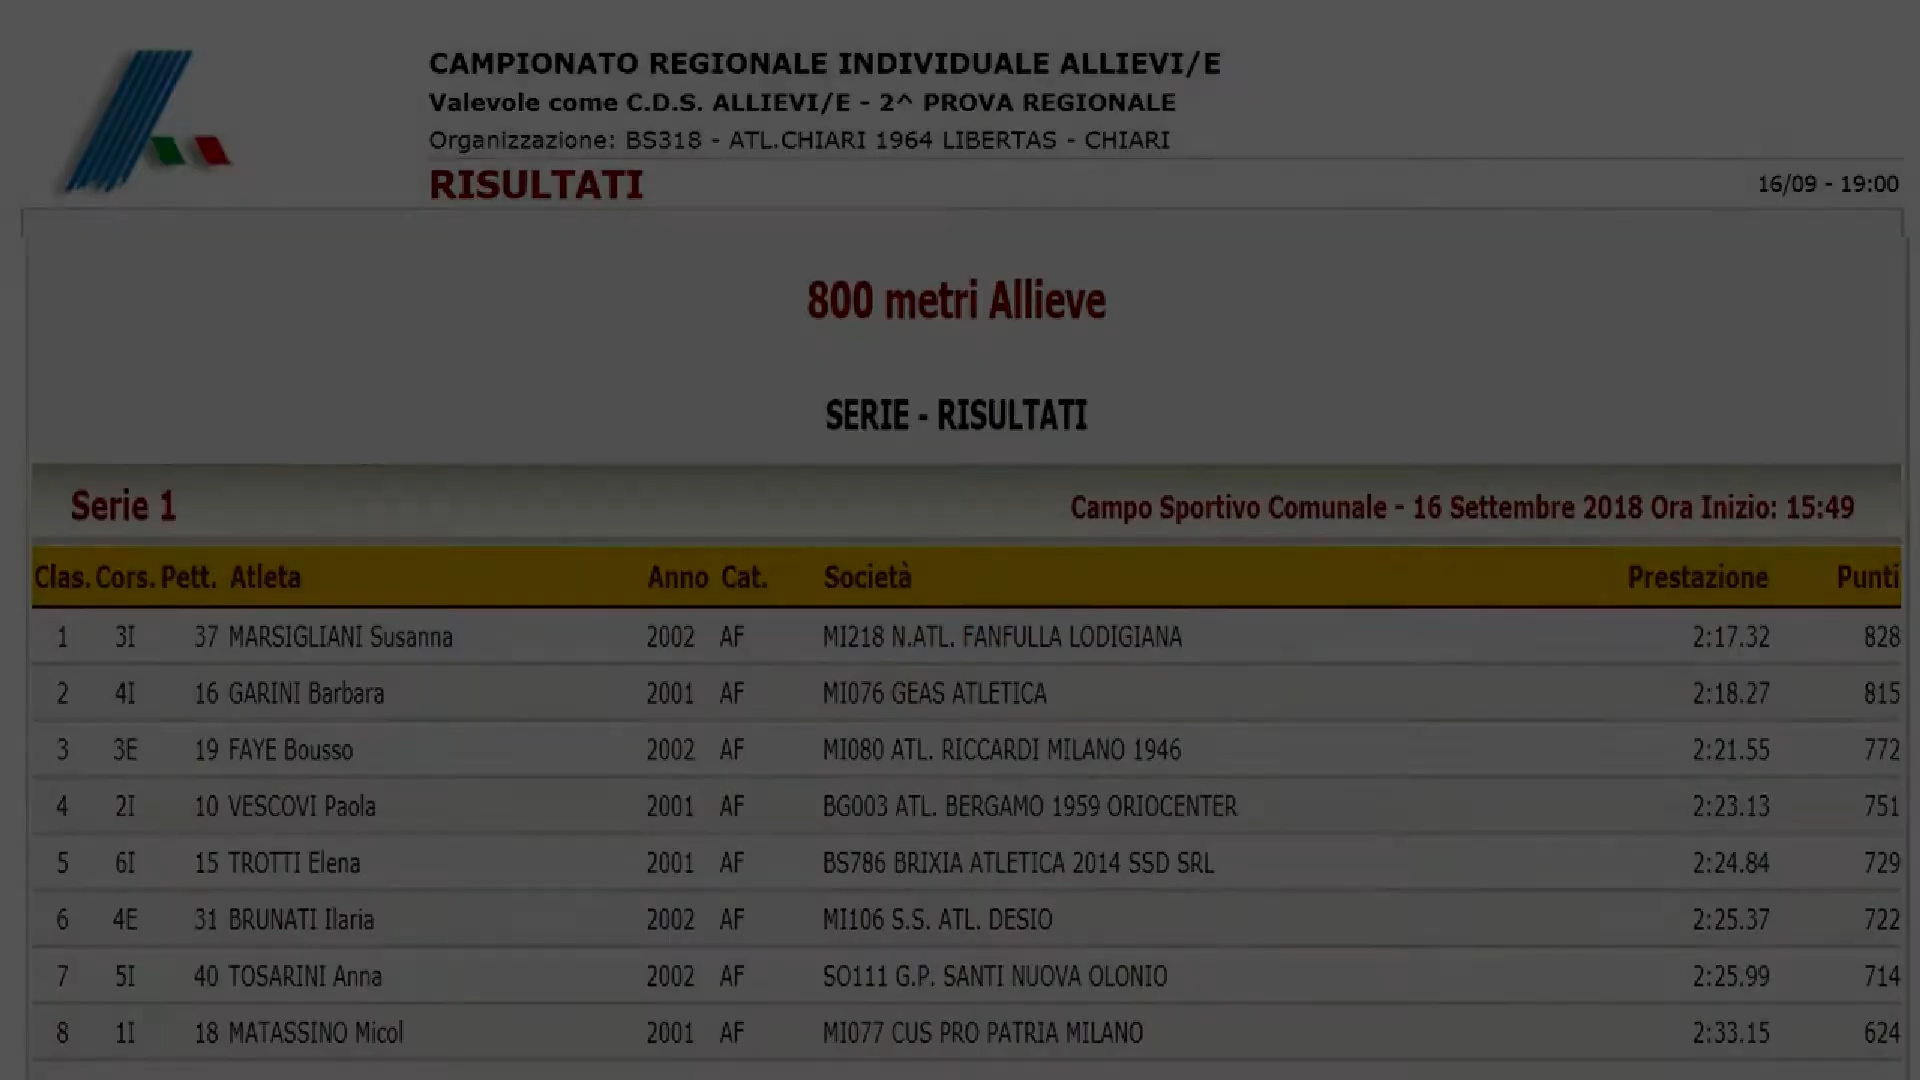 CAMPIONATO REGIONALE INDIVIDUALE ALLIEVI/E
Valevole come C.D.S. ALLIEVI/E - 2^ PROVA REGIONALE
Organizzazione: BS318 - ATL.CHIARI 1964 LIBERTAS - CHIARI
RISULTATI 16/09 - 19:00
800 metri Allieve
SERIE - RISULTATI
Serie 1 Campo Sportivo Comunale - 16 Settembre 2018 Ora Inizio: 15:49
Clas. Cors. Pett. Atleta Anno Cat. Società Prestazione Punti
1 3I 37 MARSIGLIANI Susanna 2002 AF MI218 N.ATL. FANFULLA LODIGIANA 2:17.32 828
2 4I 16 GARINI Barbara 2001 AF MI076 GEAS ATLETICA 2:18.27 815
3 3E 19 FAYE Bousso 2002 AF MI080 ATL. RICCARDI MILANO 1946 2:21.55 772
4 2I 10 VESCOVI Paola 2001 AF BG003 ATL. BERGAMO 1959 ORIOCENTER 2:23.13 751
5 6I 15 TROTTI Elena 2001 AF BS786 BRIXIA ATLETICA 2014 SSD SRL 2:24.84 729
6 4E 31 BRUNATI Ilaria 2002 AF MI106 S.S. ATL. DESIO 2:25.37 722
7 5I 40 TOSARINI Anna 2002 AF SO111 G.P. SANTI NUOVA OLONIO 2:25.99 714
8 1I 18 MATASSINO Micol 2001 AF MI077 CUS PRO PATRIA MILANO 2:33.15 624